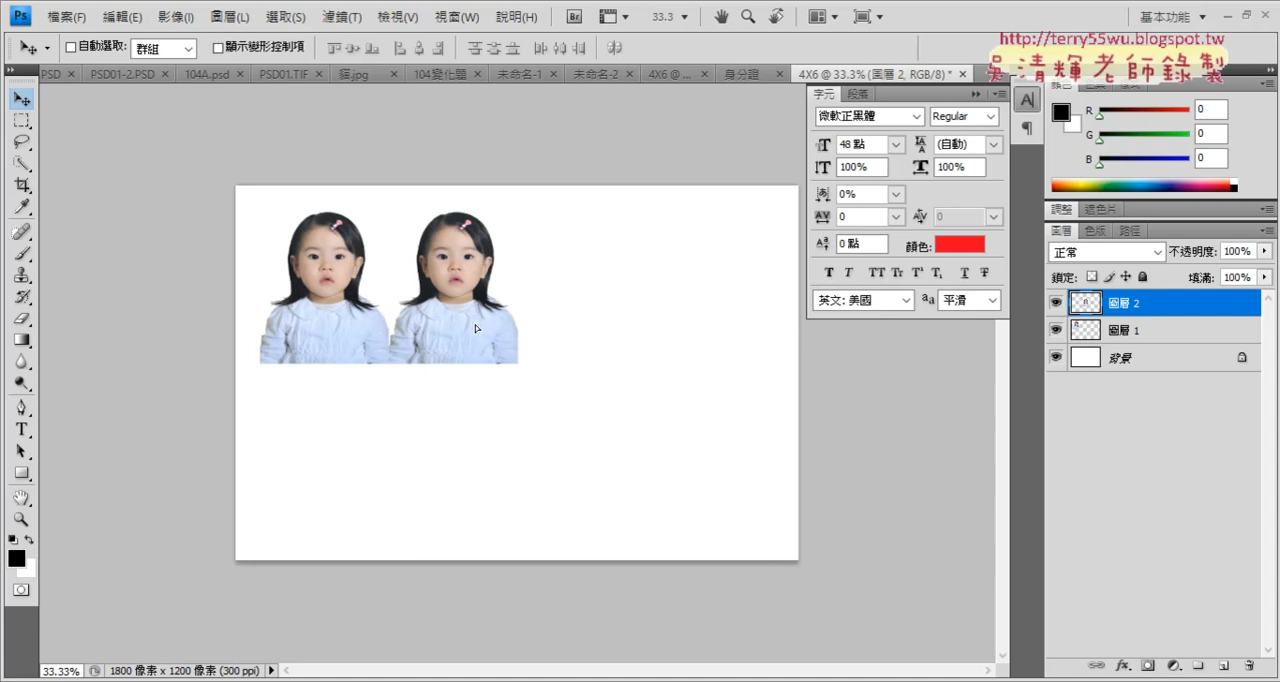 Ps 檔案(F) 編輯(E) 影像(I) 圖層(L) 選取(S) 濾鏡(T) 檢視(V) 視窗(W) 說明(H) Br 33.3 基本功能
自動選取: 群組 顯示變形控制項
http://terry55wu.blogspot.tw
吳清輝老師錄製
PSD PSD01-2.PSD 104A.psd PSD01.TIF 貓.jpg 104變化題 未命名-1 未命名-2 4X6 @ ... 身分證 4X6 @ 33.3% (圖層 2, RGB/8) *
字元 段落
微軟正黑體 Regular
48 點 (自動)
100% 100%
0%
0 0
0 點 顏色:
英文: 美國 aa 平滑
R 0
G 0
B 0
調整 遮色片
圖層 色版 路徑
正常 不透明度: 100%
鎖定: 填滿: 100%
圖層 2
圖層 1
背景
33.33% 1800 像素 x 1200 像素 (300 ppi)